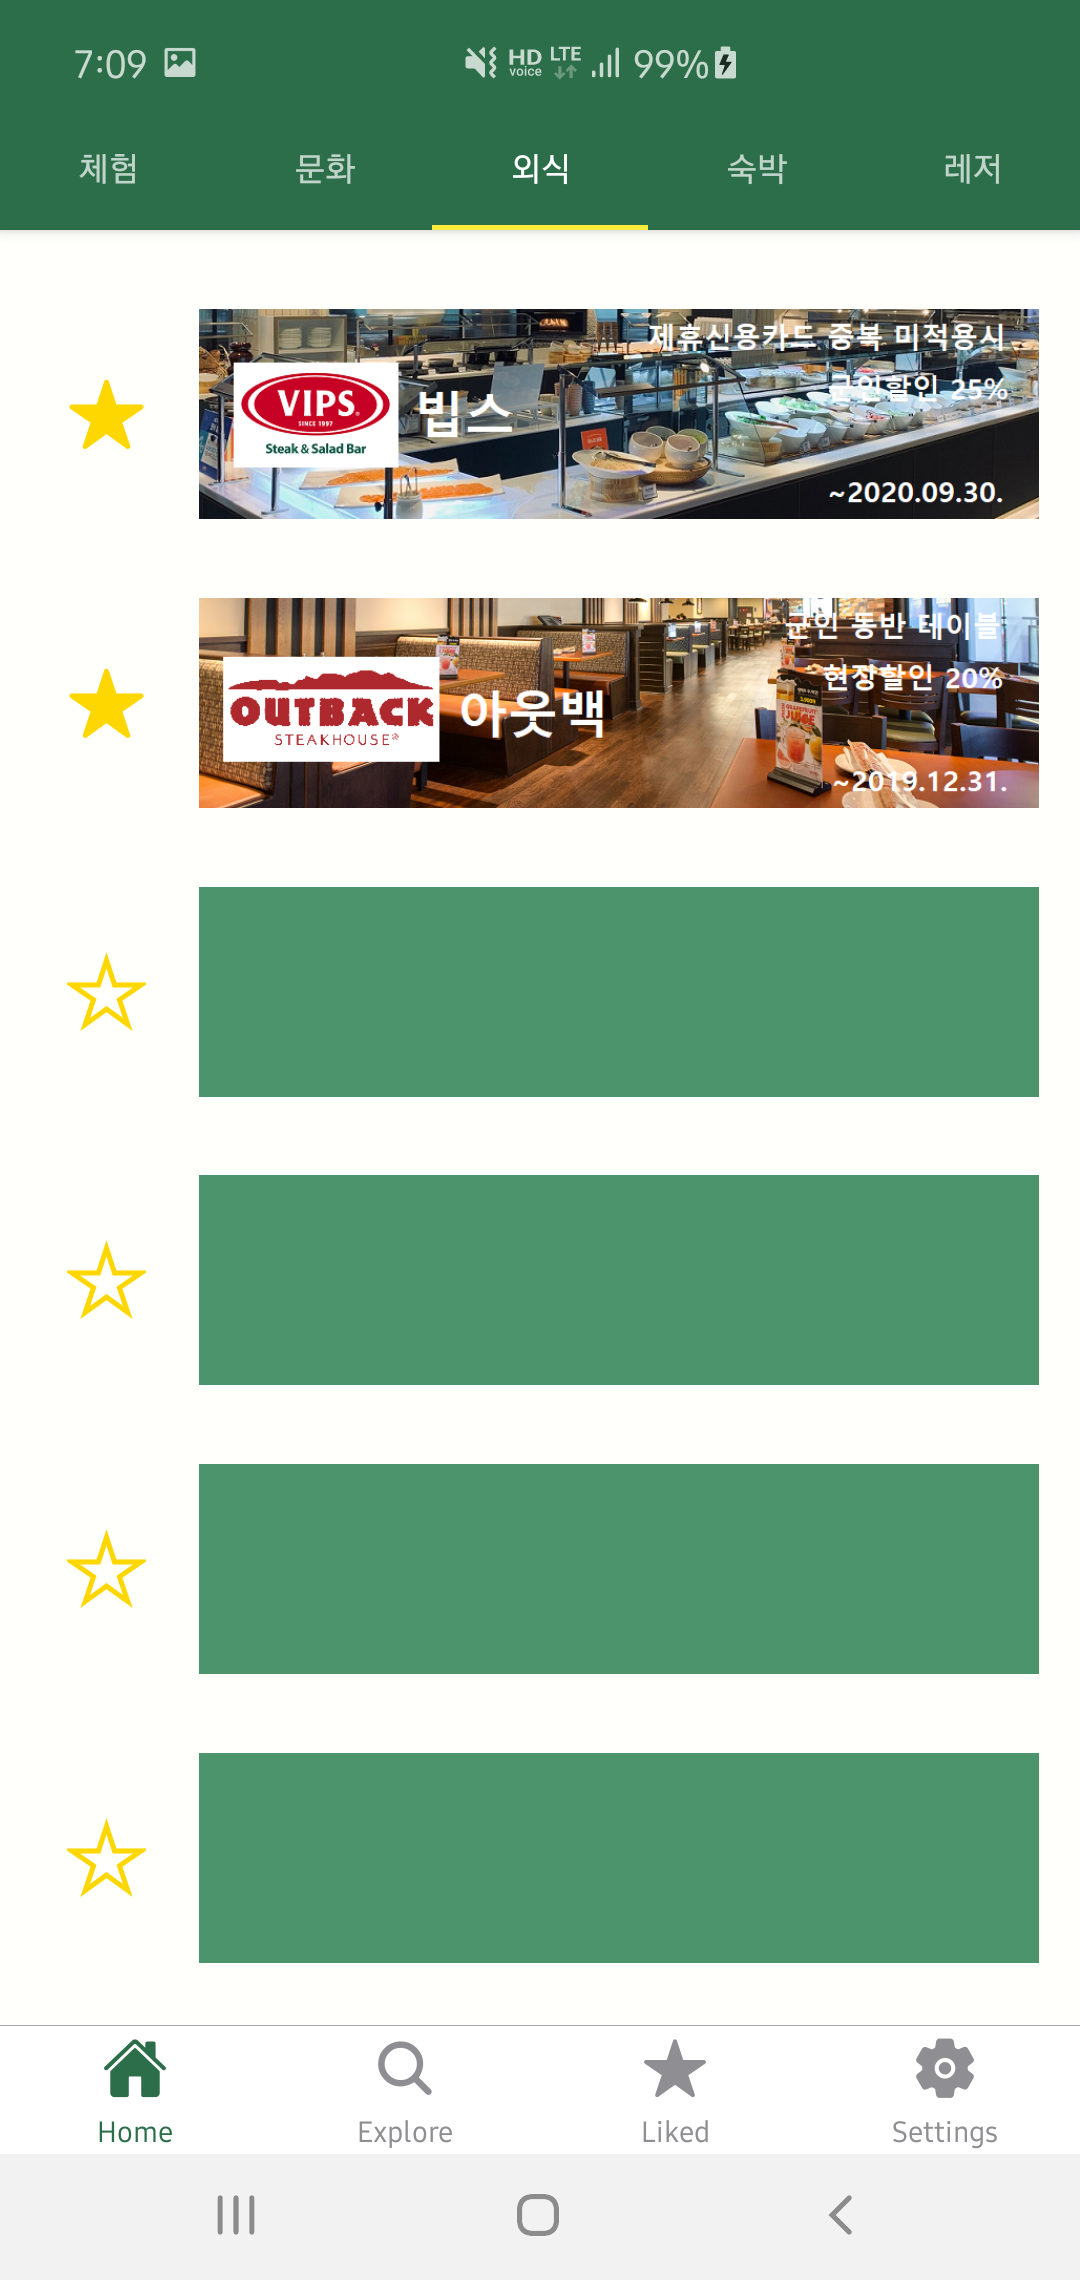 7:09 HD voice LTE 99%
체험 문화 외식 숙박 레저
제휴신용카드 중복 미적용시
군인할인 25%
VIPS
SINCE 1997
Steak & Salad Bar
빕스
~2020.09.30.
군인 동반 테이블
현장할인 20%
OUTBACK
STEAKHOUSE®
아웃백
~2019.12.31.
Home Explore Liked Settings